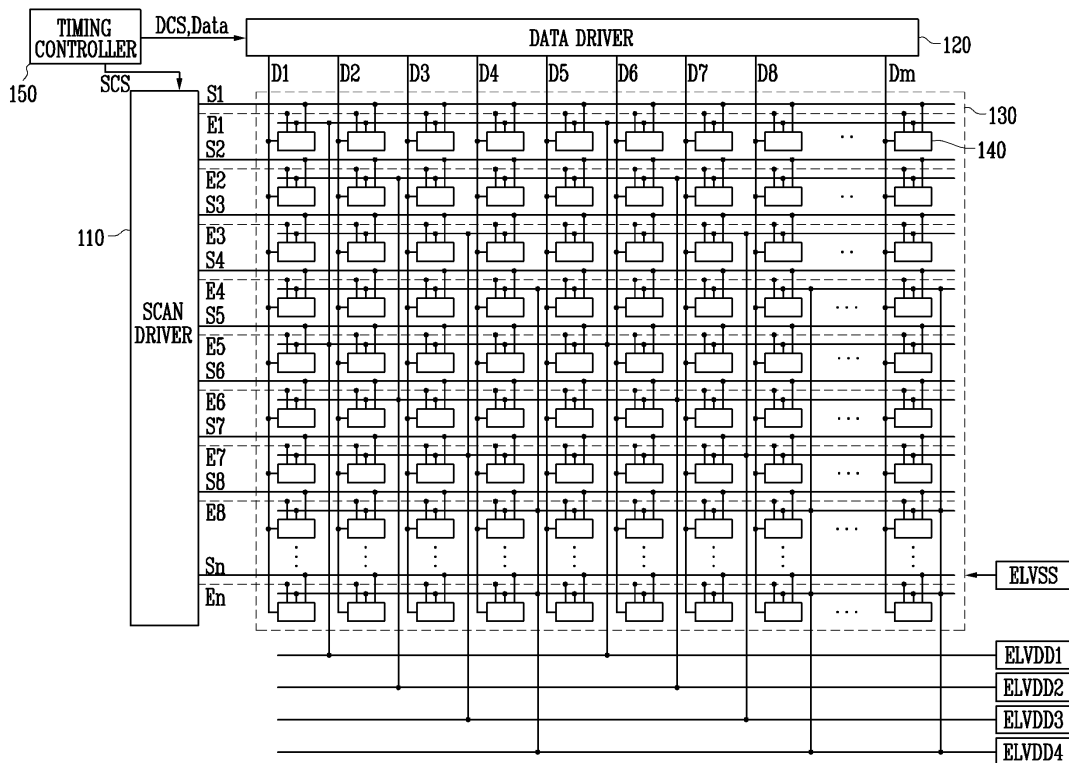 TIMING
CONTROLLER
150
DCS,Data
DATA DRIVER
120
SCS
D1 D2 D3 D4 D5 D6 D7 D8 Dm
S1
130
E1
S2
140
E2
S3
110
E3
S4
E4
S5
SCAN
DRIVER
E5
S6
E6
S7
E7
S8
E8
Sn
ELVSS
En
ELVDD1
ELVDD2
ELVDD3
ELVDD4